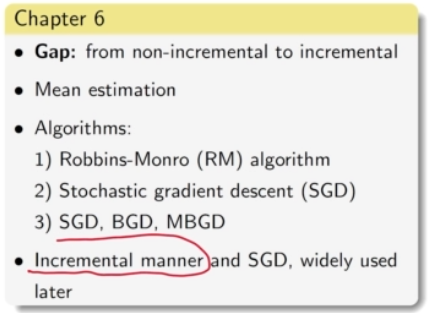 Chapter 6
• Gap: from non-incremental to incremental
• Mean estimation
• Algorithms:
1) Robbins-Monro (RM) algorithm
2) Stochastic gradient descent (SGD)
3) SGD, BGD, MBGD
• Incremental manner and SGD, widely used
later